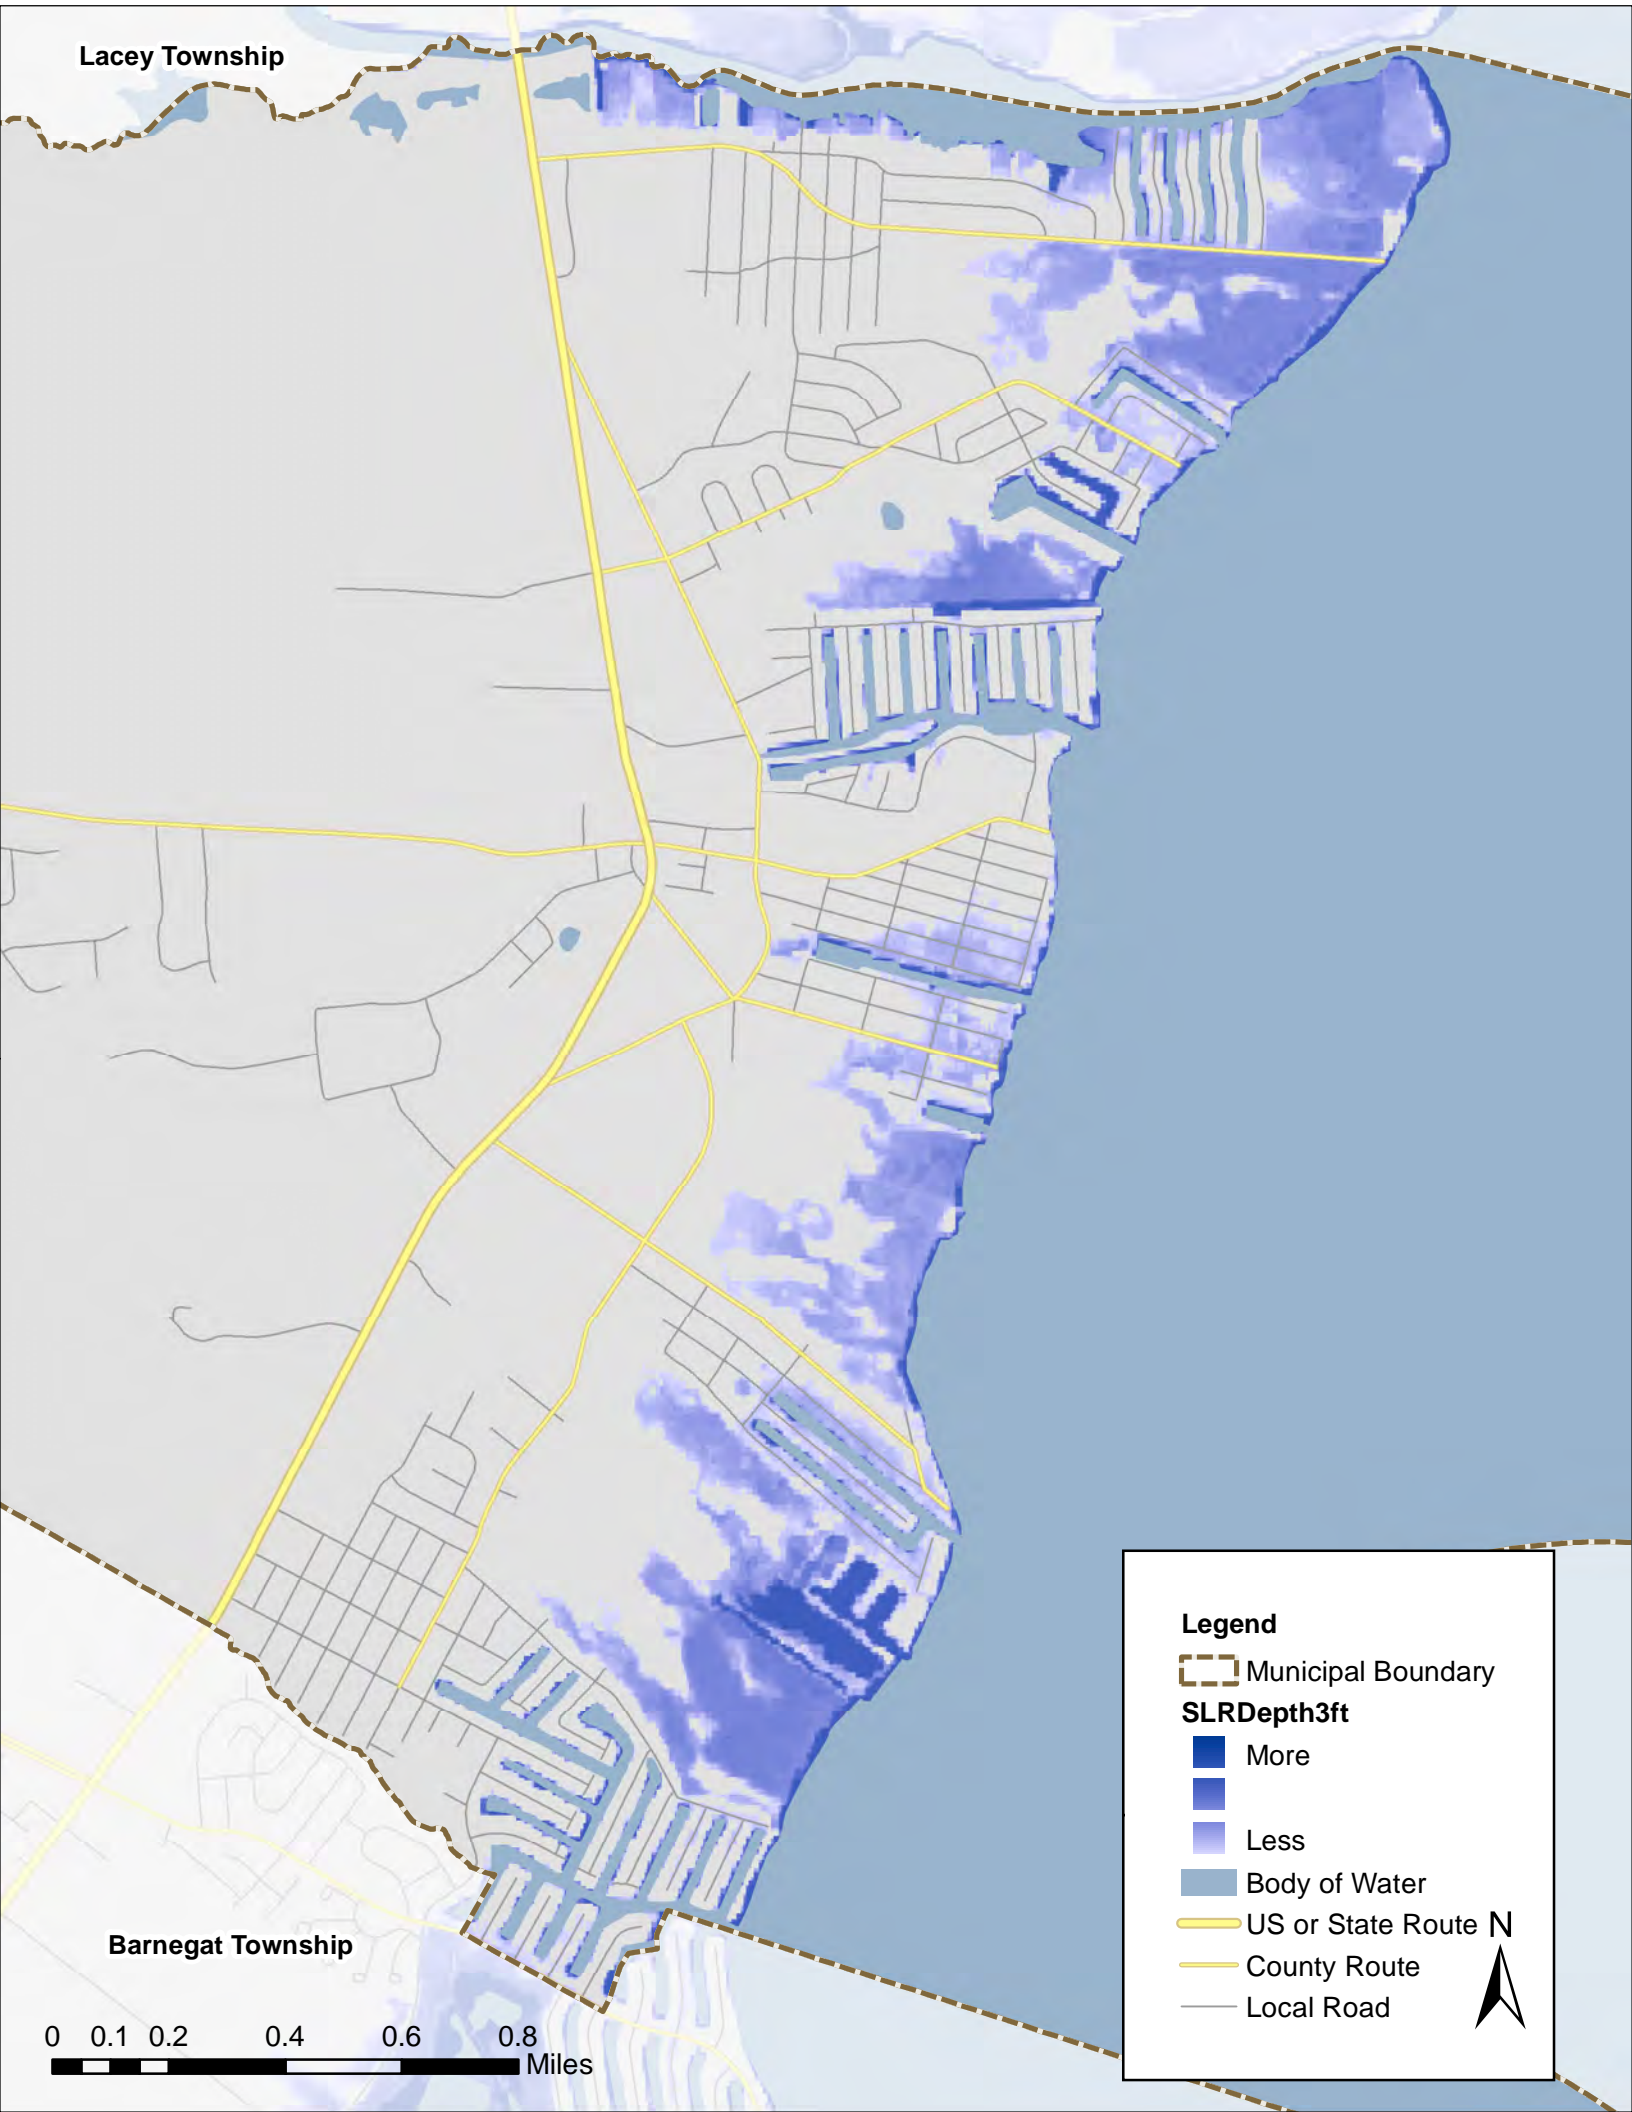 Lacey Township
Legend
Municipal Boundary
SLRDepth3ft
More
Less
Body of Water
US or State Route
N
County Route
Local Road
Barnegat Township
0 0.1 0.2 0.4 0.6 0.8
Miles